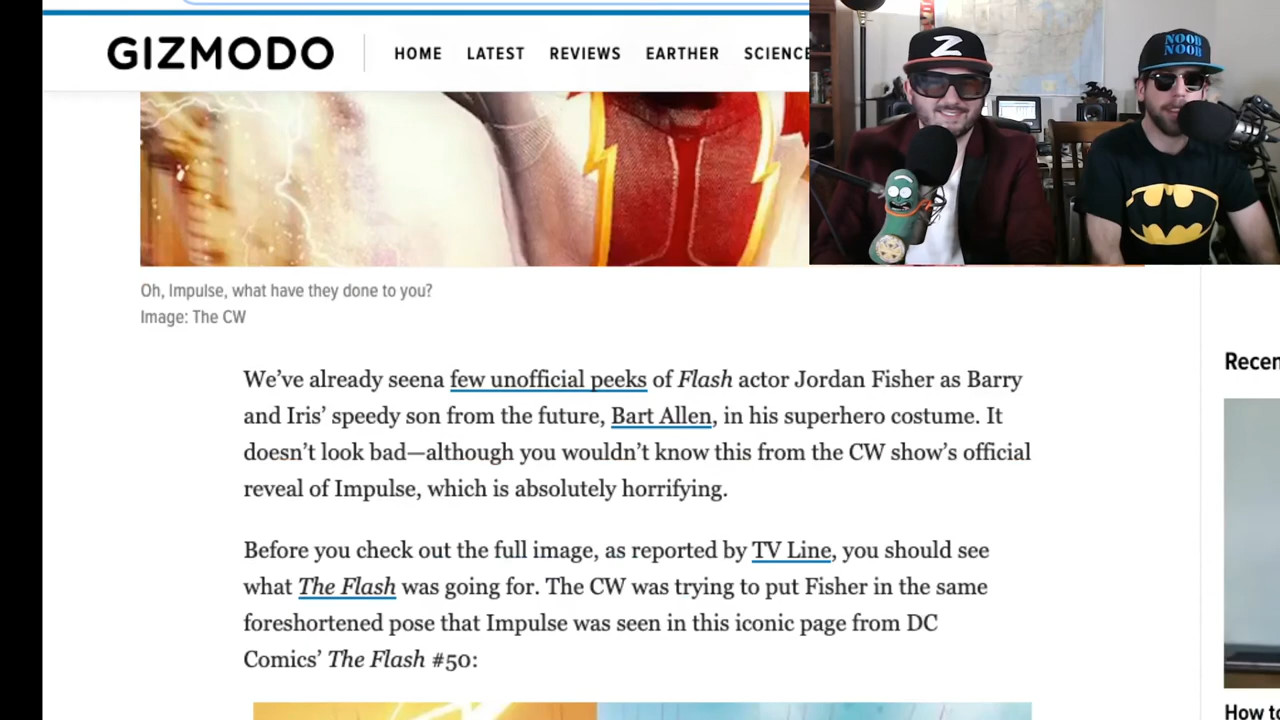 GIZMODO
HOME LATEST REVIEWS EARTHER SCIENCE
Z
NOOB
NOOB
Oh, Impulse, what have they done to you?
Image: The CW
We’ve already seena few unofficial peeks of Flash actor Jordan Fisher as Barry
and Iris’ speedy son from the future, Bart Allen, in his superhero costume. It
doesn’t look bad—although you wouldn’t know this from the CW show’s official
reveal of Impulse, which is absolutely horrifying.
Before you check out the full image, as reported by TV Line, you should see
what The Flash was going for. The CW was trying to put Fisher in the same
foreshortened pose that Impulse was seen in this iconic page from DC
Comics’ The Flash #50:
Recen
How to